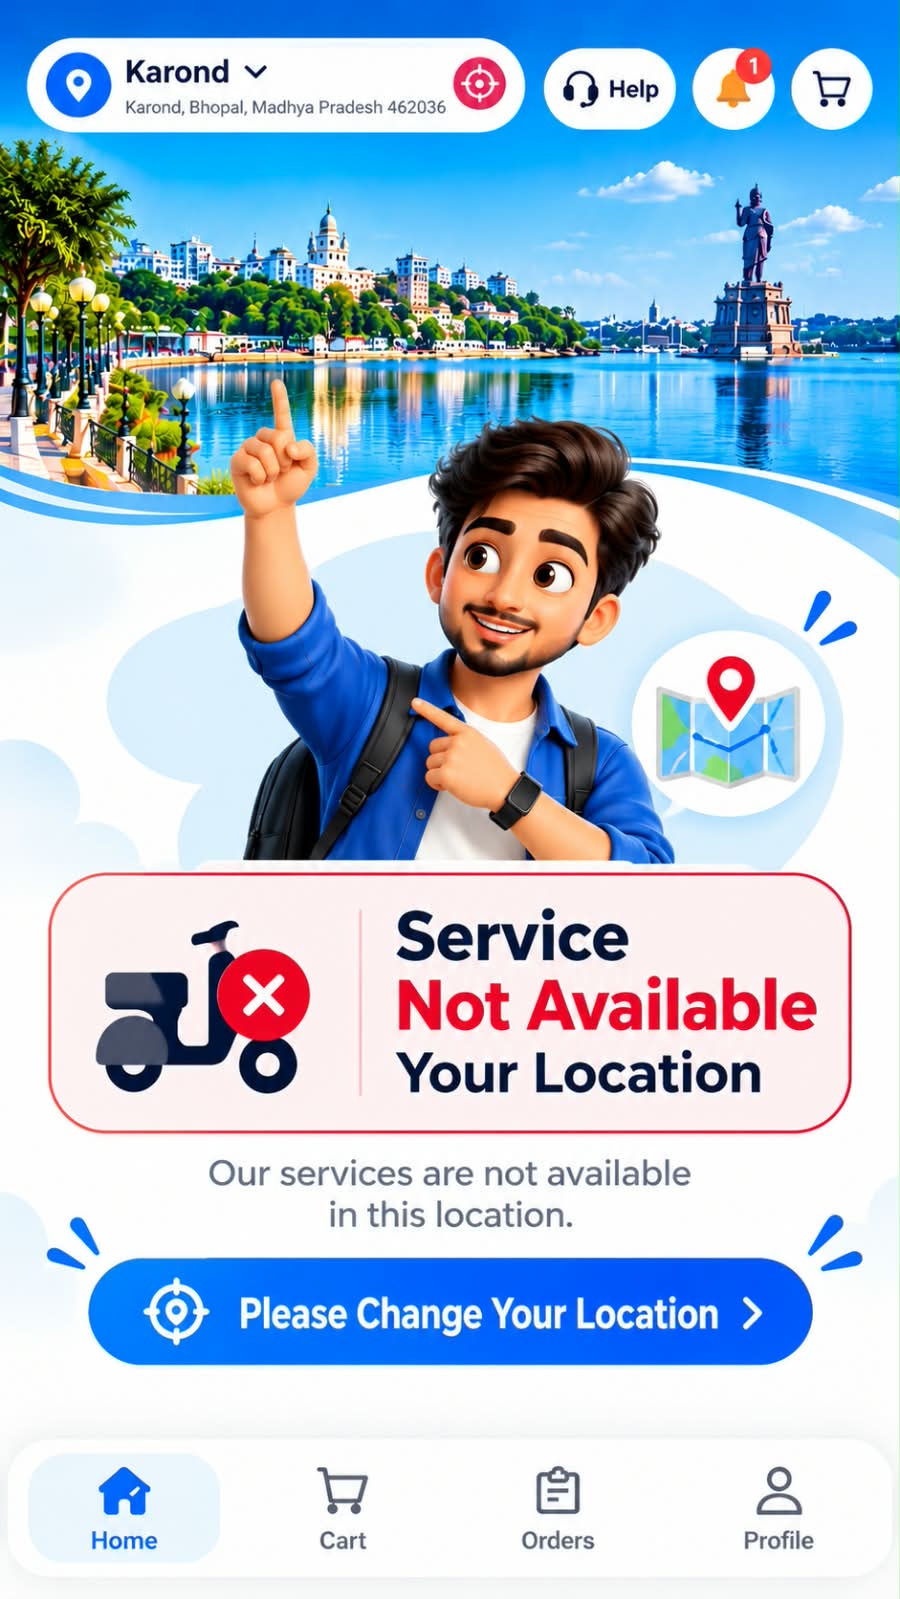 Karond
Karond, Bhopal, Madhya Pradesh 462036
Help
1
Service
Not Available
Your Location
Our services are not available
in this location.
Please Change Your Location
Home
Cart
Orders
Profile